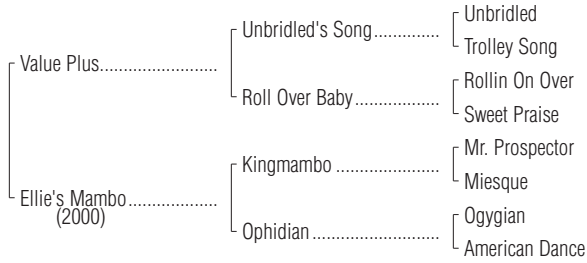 Unbridled
Unbridled's Song
Trolley Song
Value Plus
Rollin On Over
Roll Over Baby
Sweet Praise
Mr. Prospector
Kingmambo
Miesque
Ellie's Mambo
(2000)
Ogygian
Ophidian
American Dance